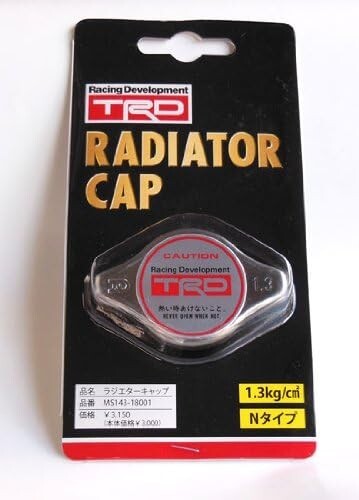 Racing Development
TRD
RADIATOR
CAP
CAUTION
Racing Development
TRD
熱い時あけないこと。
NEVER OPEN WHEN HOT.
1.3
品名 ラジエターキャップ
品番 MS143-18001
価格 ￥3,150
(本体価格￥3,000)
1.3kg/cm²
Nタイプ